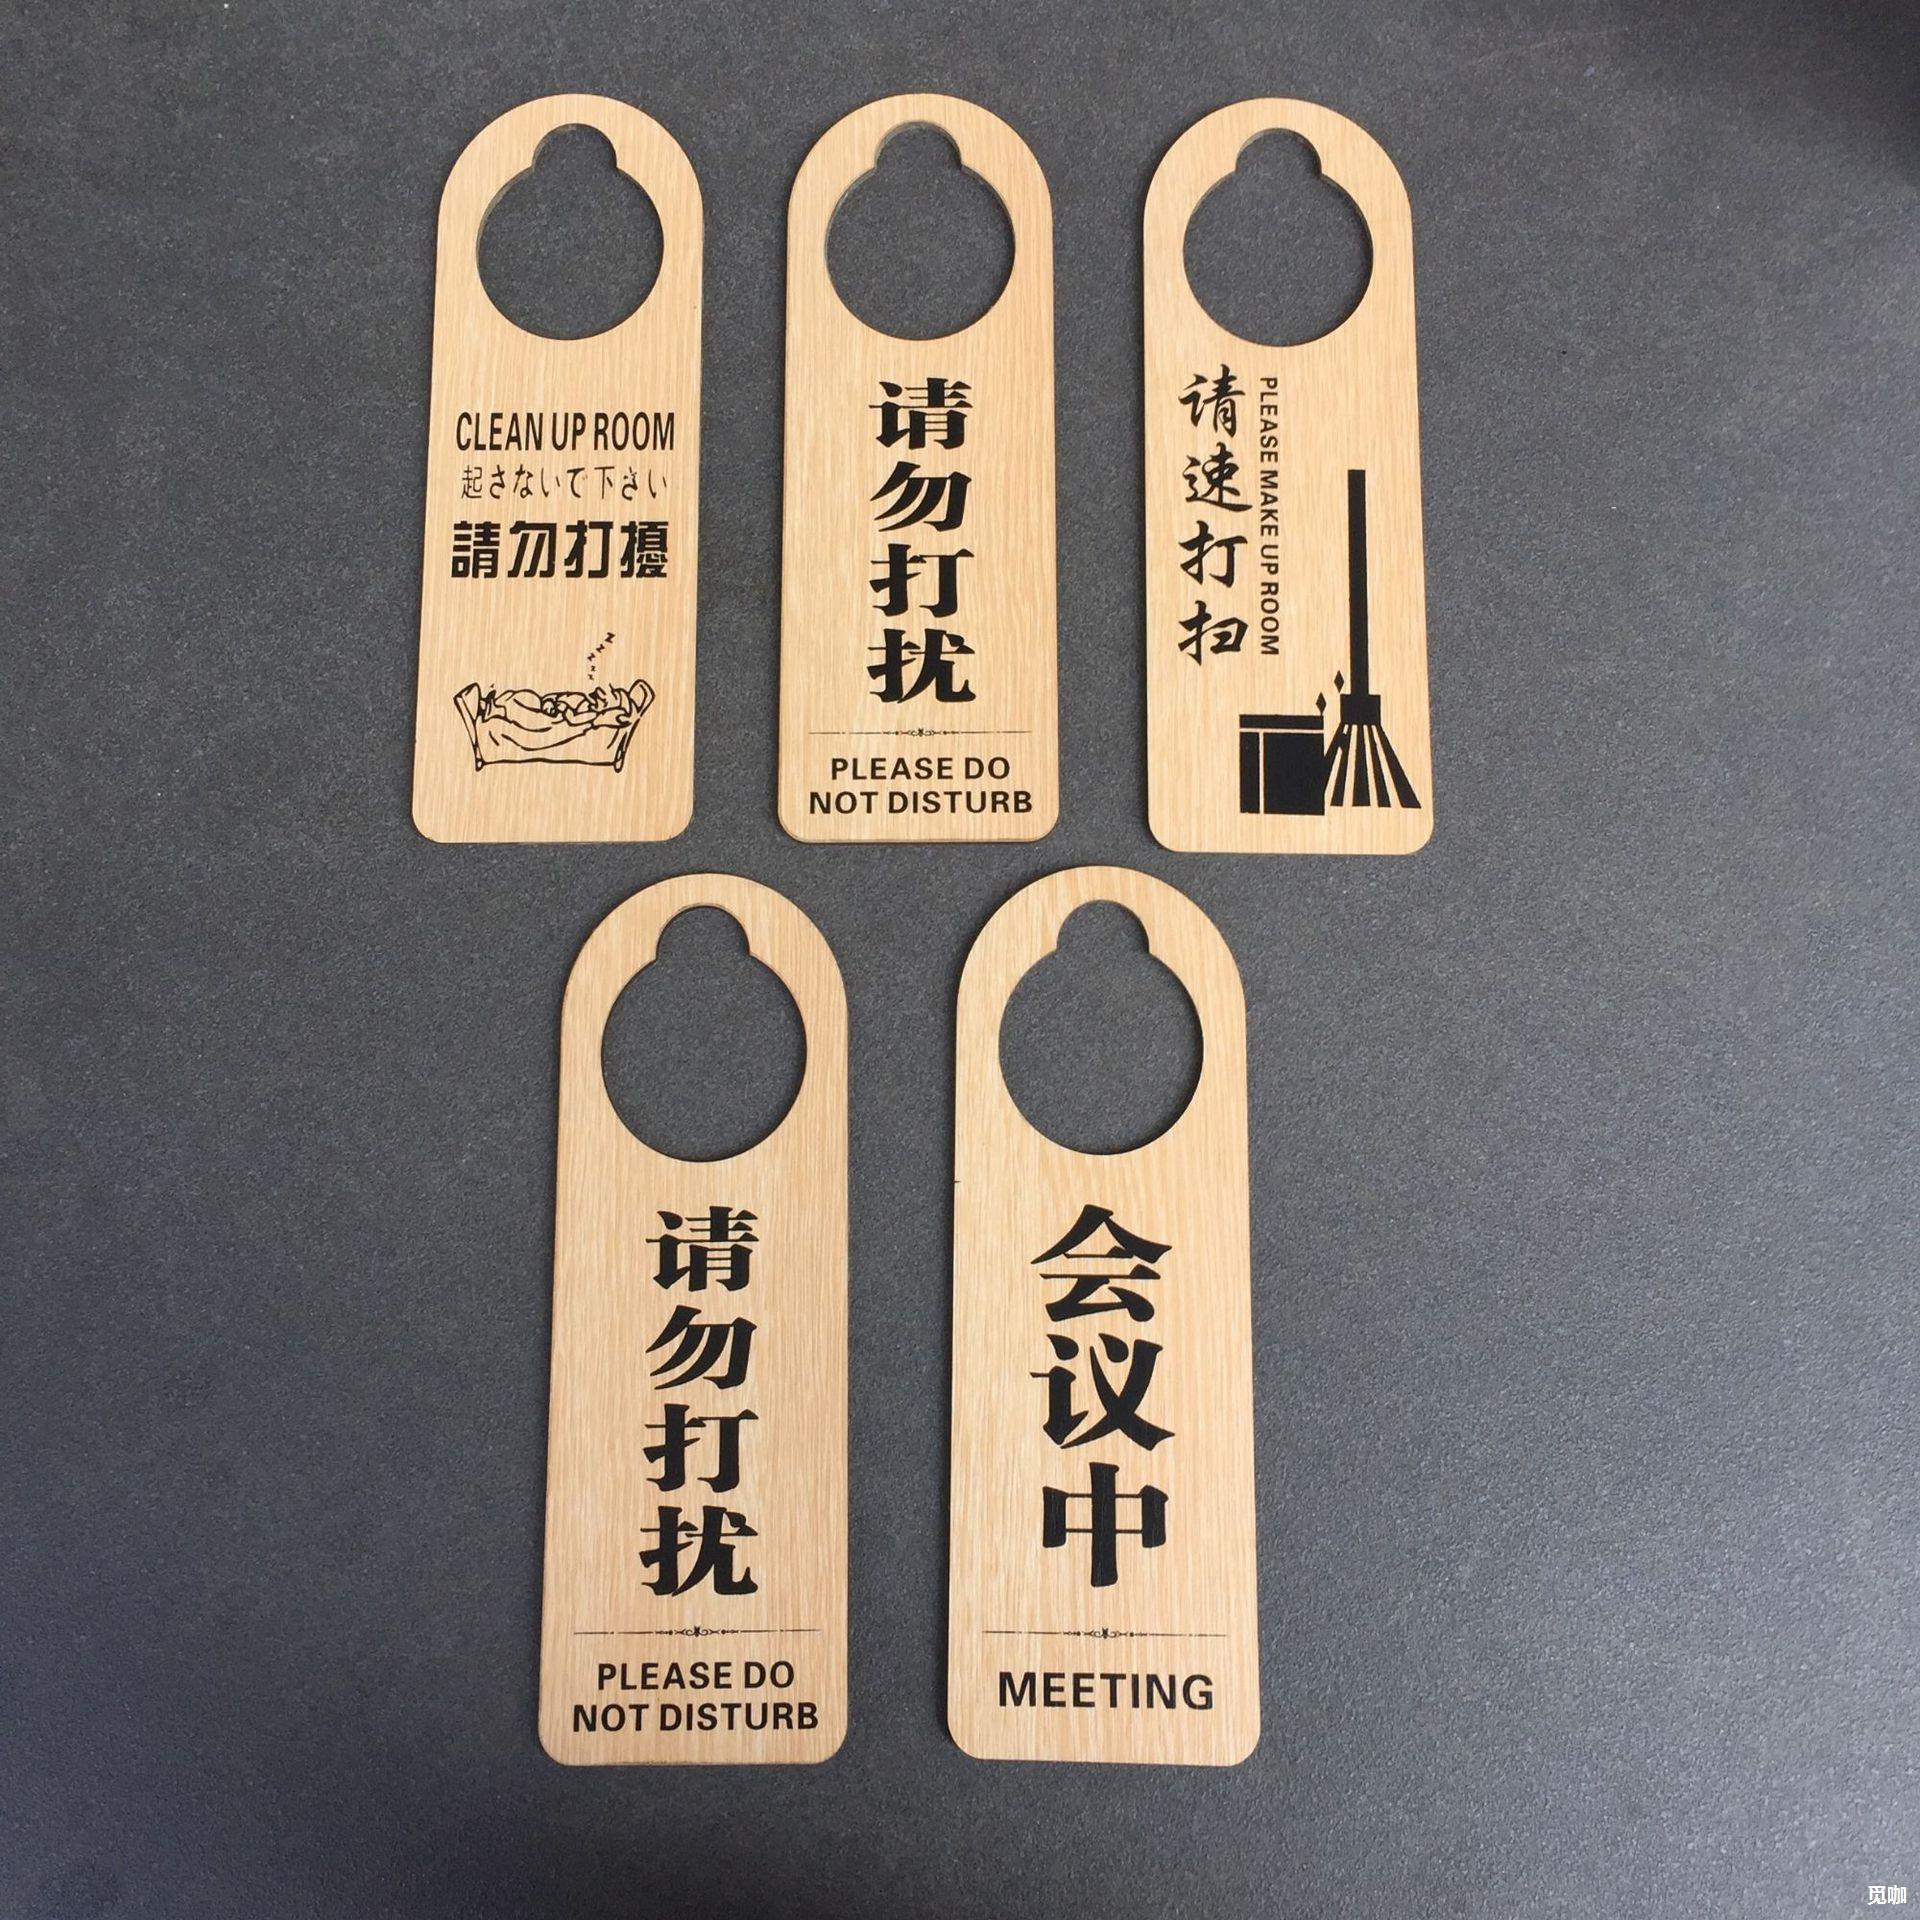 CLEAN UP ROOM
起さないで下さい
請勿打擾
请勿打扰
PLEASE DO
NOT DISTURB
请速打扫
PLEASE MAKE UP ROOM
请勿打扰
PLEASE DO
NOT DISTURB
会议中
MEETING
觅咖